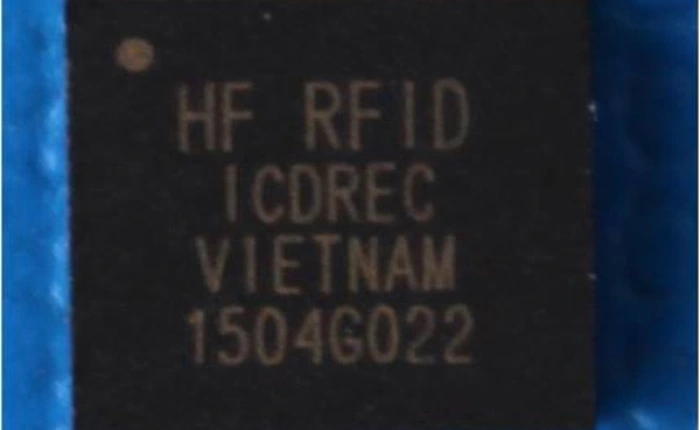 HF RFID
ICDREC
VIETNAM
1504G022